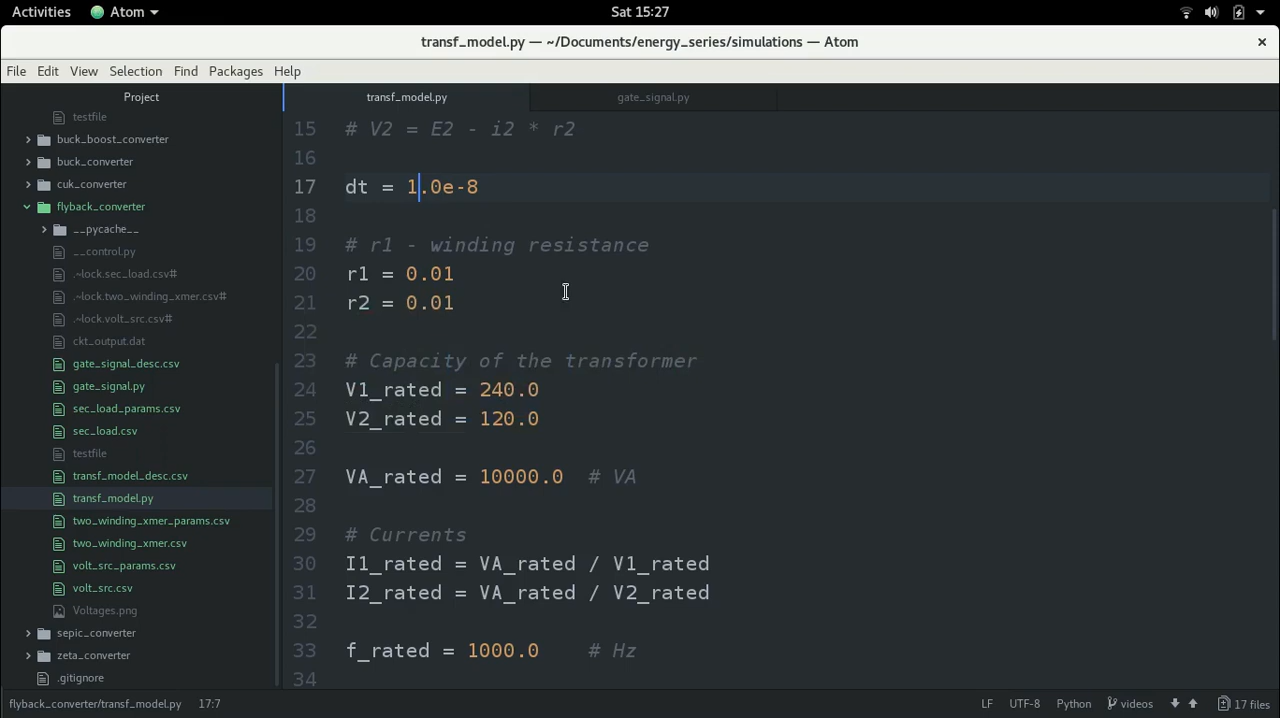 Activities Atom Sat 15:27
transf_model.py — ~/Documents/energy_series/simulations — Atom
File Edit View Selection Find Packages Help
Project
testfile
buck_boost_converter
buck_converter
cuk_converter
flyback_converter
__pycache__
__control.py
.~lock.sec_load.csv#
.~lock.two_winding_xmer.csv#
.~lock.volt_src.csv#
ckt_output.dat
gate_signal_desc.csv
gate_signal.py
sec_load_params.csv
sec_load.csv
testfile
transf_model_desc.csv
transf_model.py
two_winding_xmer_params.csv
two_winding_xmer.csv
volt_src_params.csv
volt_src.csv
Voltages.png
sepic_converter
zeta_converter
.gitignore
transf_model.py gate_signal.py
15 # V2 = E2 - i2 * r2
16
17 dt = 1.0e-8
18
19 # r1 - winding resistance
20 r1 = 0.01
21 r2 = 0.01
22
23 # Capacity of the transformer
24 V1_rated = 240.0
25 V2_rated = 120.0
26
27 VA_rated = 10000.0 # VA
28
29 # Currents
30 I1_rated = VA_rated / V1_rated
31 I2_rated = VA_rated / V2_rated
32
33 f_rated = 1000.0 # Hz
34
flyback_converter/transf_model.py 17:7 LF UTF-8 Python videos 17 files